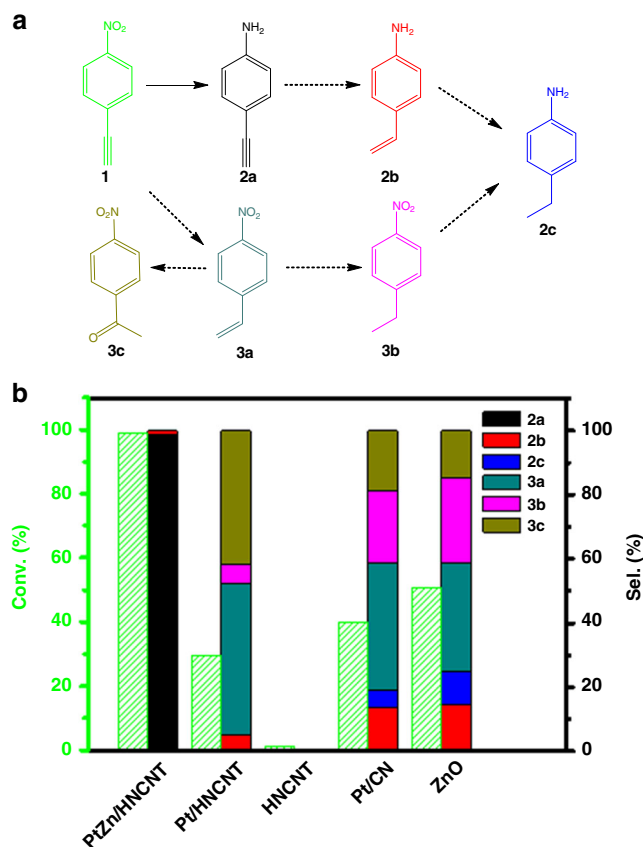 a
NO₂
NH₂
NH₂
NH₂
1
2a
2b
2c
O₂N
NO₂
NO₂
O
3c
3a
3b
b
100
80
60
40
20
0
Conv. (%)
100
80
60
40
20
0
Sel. (%)
2a
2b
2c
3a
3b
3c
PtZn/HNCNT
Pt/HNCNT
HNCNT
Pt/CN
ZnO